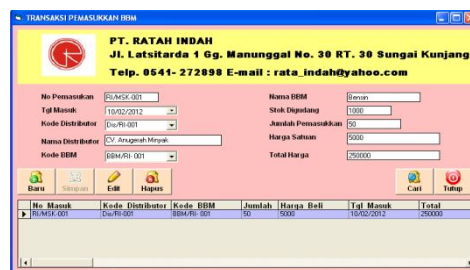 TRANSAKSI PEMASUKKAN BBM
PT. RATAH INDAH
Jl. Latsitarda 1 Gg. Manunggal No. 30 RT. 30 Sungai Kunjang
Telp. 0541- 272898 E-mail : rata_indah@yahoo.com
No Pemasukan RI/MSK-001
Tgl Masuk 10/02/2012
Kode Distributor Dis/RI-001
Nama Distributor CV. Anugerah Minyak
Kode BBM BBM/RI- 001
Nama BBM Bensin
Stok Digudang 1000
Jumlah Pemasukkan 50
Harga Satuan 5000
Total Harga 250000
Baru Simpan Edit Hapus Cari Tutup
No Masuk Kode Distributor Kode BBM Jumlah Harga Beli Tgl Masuk Total
RI/MSK-001 Dis/RI-001 BBM/RI- 001 50 5000 10/02/2012 250000